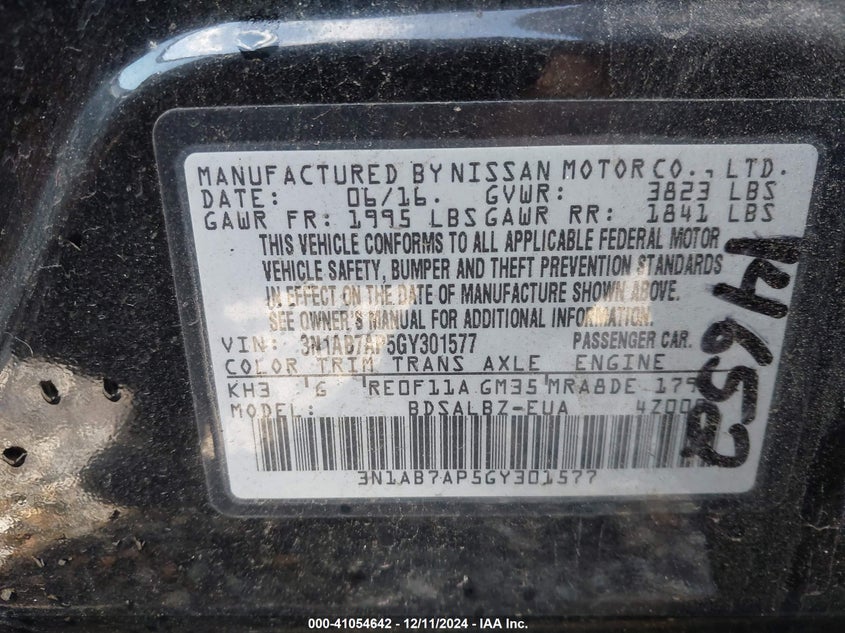 MANUFACTURED BY NISSAN MOTOR CO., LTD.
DATE: 06/16. GVWR: 3823 LBS
GAWR FR: 1995 LBS GAWR RR: 1841 LBS
THIS VEHICLE CONFORMS TO ALL APPLICABLE FEDERAL MOTOR
VEHICLE SAFETY, BUMPER AND THEFT PREVENTION STANDARDS
IN EFFECT ON THE DATE OF MANUFACTURE SHOWN ABOVE.
SEE OWNER'S MANUAL FOR ADDITIONAL INFORMATION.
VIN: 3N1AB7AP5GY301577 PASSENGER CAR.
COLOR TRIM TRANS AXLE ENGINE
KH3 G RE0F11A GM35 MRA8DE
MODEL: BDSALBZ-EUA
3N1AB7AP5GY301577
000-41054642 - 12/11/2024 - IAA Inc.